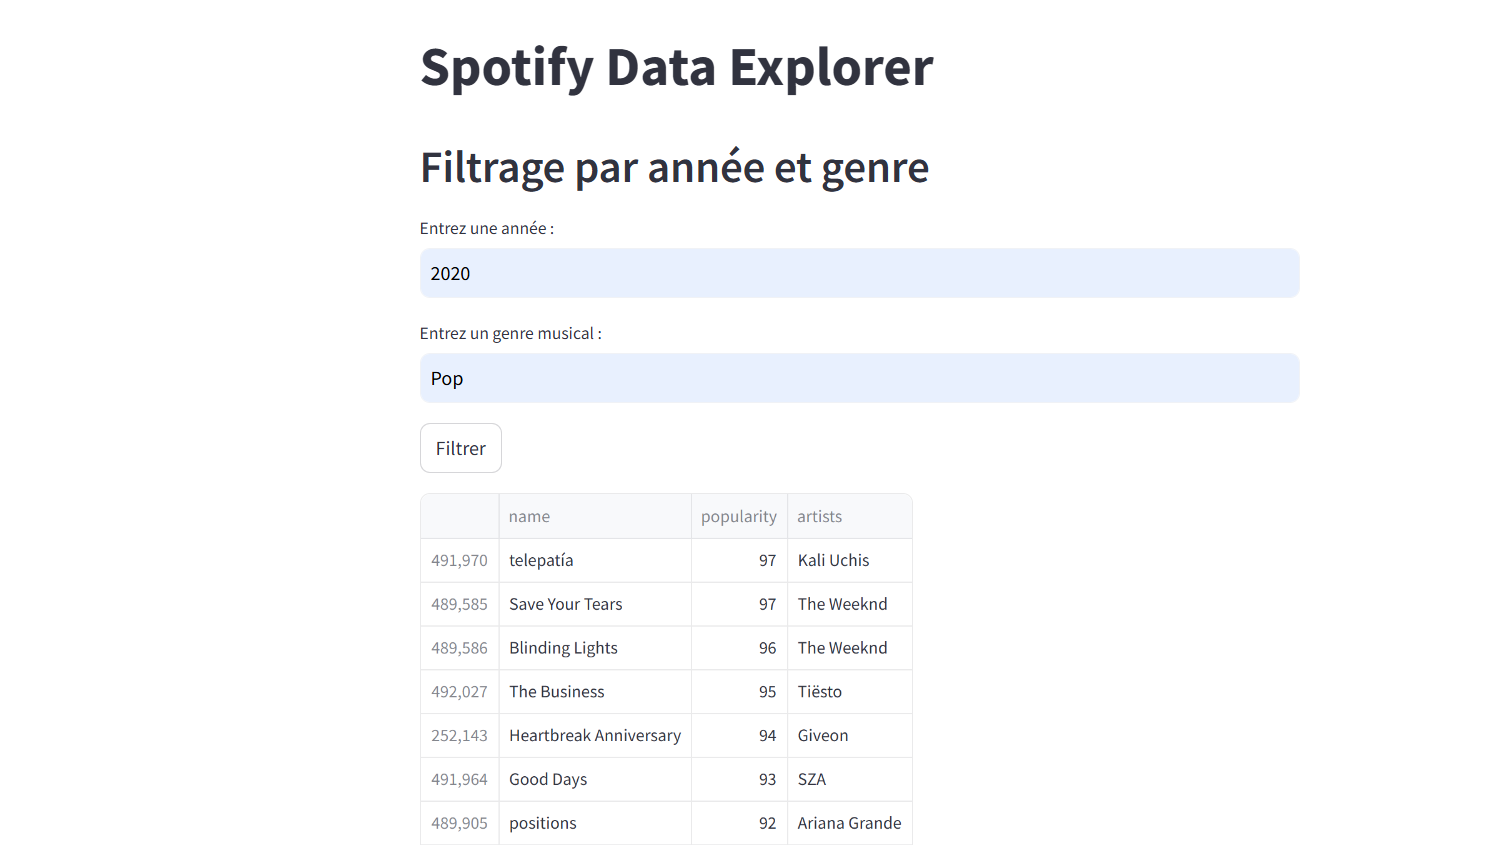 Spotify Data Explorer
Filtrage par année et genre
Entrez une année :
2020
Entrez un genre musical :
Pop
Filtrer
name popularity artists
491,970 telepatía 97 Kali Uchis
489,585 Save Your Tears 97 The Weeknd
489,586 Blinding Lights 96 The Weeknd
492,027 The Business 95 Tiësto
252,143 Heartbreak Anniversary 94 Giveon
491,964 Good Days 93 SZA
489,905 positions 92 Ariana Grande